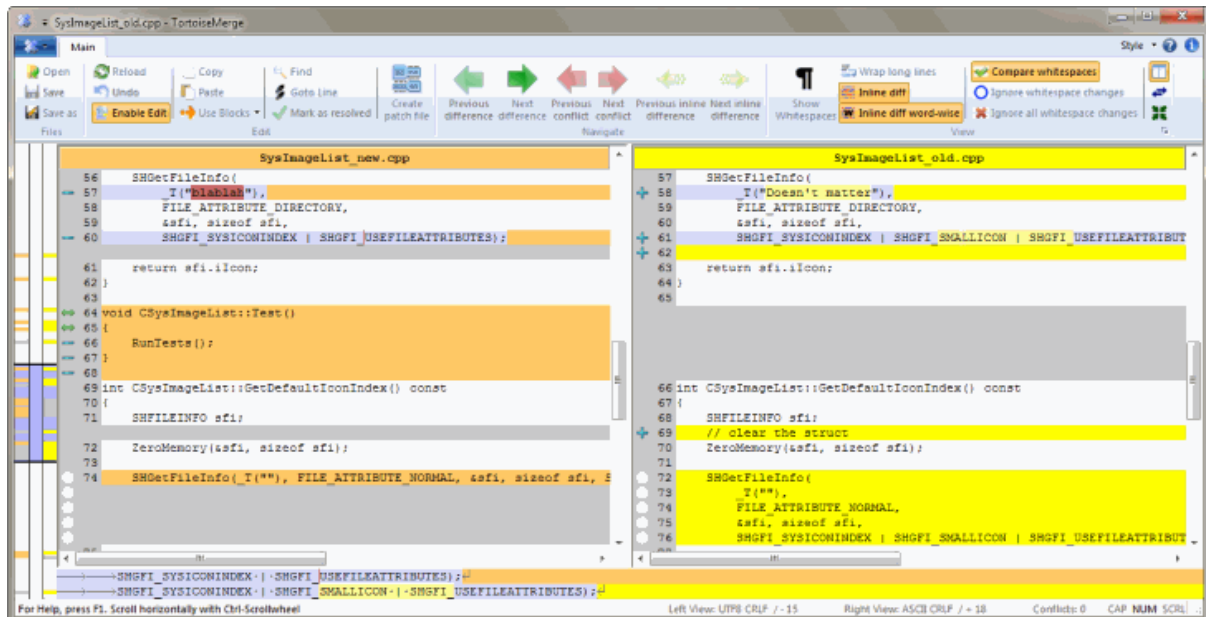 SysImageList_old.cpp - TortoiseMerge
Main
Style
Open
Reload
Copy
Find
Wrap long lines
Compare whitespaces
Save
Undo
Paste
Goto Line
Inline diff
Ignore whitespace changes
Save as
Enable Edit
Use Blocks
Mark as resolved
Create patch file
Previous difference
Next difference
Previous conflict
Next conflict
Previous inline difference
Next inline difference
Show Whitespaces
Inline diff word-wise
Ignore all whitespace changes
Files
Edit
Navigate
View
SysImageList_new.cpp
56 SHGetFileInfo(
57 _T("blablah"),
58 FILE_ATTRIBUTE_DIRECTORY,
59 &sfi, sizeof sfi,
60 SHGFI_SYSICONINDEX | SHGFI_USEFILEATTRIBUTES);
61 return sfi.iIcon;
62 }
63
64 void CSysImageList::Test()
65 {
66 RunTests();
67 }
68
69 int CSysImageList::GetDefaultIconIndex() const
70 {
71 SHFILEINFO sfi;
72 ZeroMemory(&sfi, sizeof sfi);
73
74 SHGetFileInfo(_T(""), FILE_ATTRIBUTE_NORMAL, &sfi, sizeof sfi, S
SysImageList_old.cpp
57 SHGetFileInfo(
58 _T("Doesn't matter"),
59 FILE_ATTRIBUTE_DIRECTORY,
60 &sfi, sizeof sfi,
61 SHGFI_SYSICONINDEX | SHGFI_SMALLICON | SHGFI_USEFILEATTRIBUT
62
63 return sfi.iIcon;
64 }
65
66 int CSysImageList::GetDefaultIconIndex() const
67 {
68 SHFILEINFO sfi;
69 // clear the struct
70 ZeroMemory(&sfi, sizeof sfi);
71
72 SHGetFileInfo(
73 _T(""),
74 FILE_ATTRIBUTE_NORMAL,
75 &sfi, sizeof sfi,
76 SHGFI_SYSICONINDEX | SHGFI_SMALLICON | SHGFI_USEFILEATTRIBUT
→→SHGFI_SYSICONINDEX·|·SHGFI_USEFILEATTRIBUTES);↵
→→SHGFI_SYSICONINDEX·|·SHGFI_SMALLICON·|·SHGFI_USEFILEATTRIBUTES);↵
For Help, press F1. Scroll horizontally with Ctrl-Scrollwheel
Left View: UTF8 CRLF / - 15
Right View: ASCII CRLF / + 18
Conflicts: 0
CAP NUM SCRL